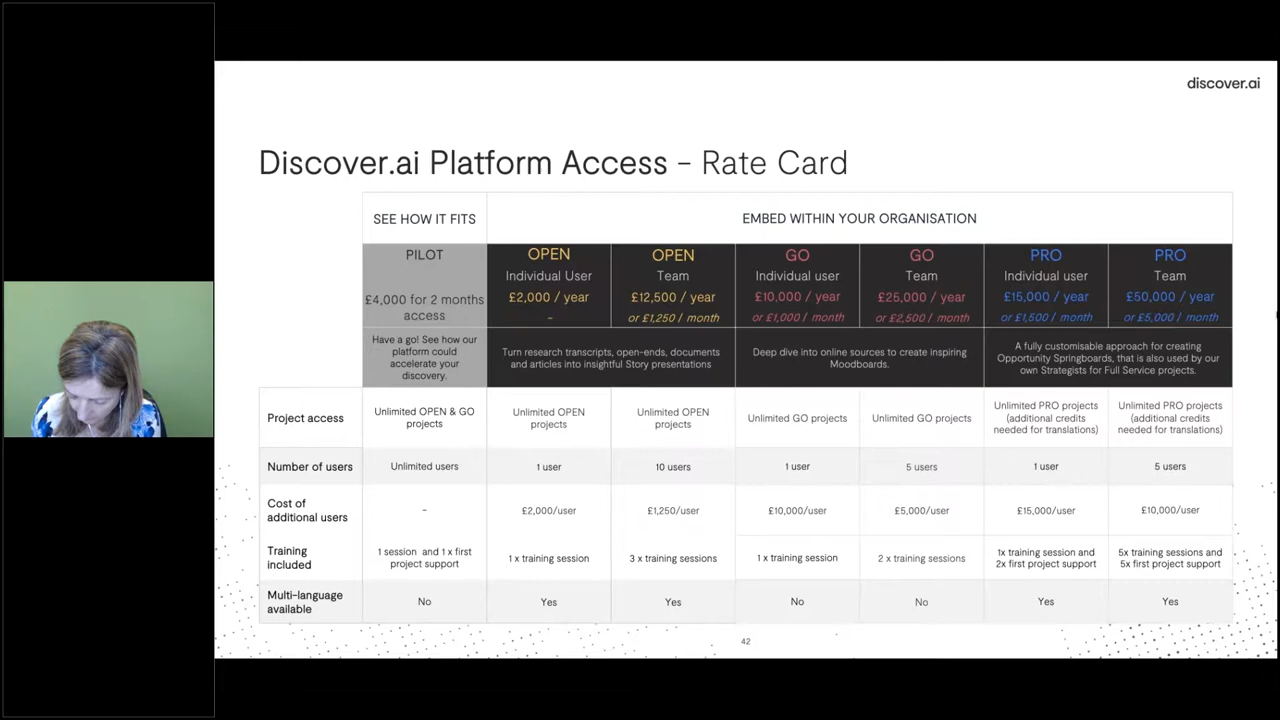 discover.ai
Discover.ai Platform Access – Rate Card
SEE HOW IT FITS
EMBED WITHIN YOUR ORGANISATION
PILOT
£4,000 for 2 months
access
OPEN
Individual User
£2,000 / year
–
OPEN
Team
£12,500 / year
or £1,250 / month
GO
Individual user
£10,000 / year
or £1,000 / month
GO
Team
£25,000 / year
or £2,500 / month
PRO
Individual user
£15,000 / year
or £1,500 / month
PRO
Team
£50,000 / year
or £5,000 / month
Have a go! See how our
platform could
accelerate your
discovery.
Turn research transcripts, open-ends, documents
and articles into insightful Story presentations
Deep dive into online sources to create inspiring
Moodboards.
A fully customisable approach for creating
Opportunity Springboards, that is also used by our
own Strategists for Full Service projects.
Project access
Unlimited OPEN & GO
projects
Unlimited OPEN
projects
Unlimited OPEN
projects
Unlimited GO projects
Unlimited GO projects
Unlimited PRO projects
(additional credits
needed for translations)
Unlimited PRO projects
(additional credits
needed for translations)
Number of users
Unlimited users
1 user
10 users
1 user
5 users
1 user
5 users
Cost of
additional users
–
£2,000/user
£1,250/user
£10,000/user
£5,000/user
£15,000/user
£10,000/user
Training
included
1 session and 1 x first
project support
1 x training session
3 x training sessions
1 x training session
2 x training sessions
1x training session and
2x first project support
5x training sessions and
5x first project support
Multi-language
available
No
Yes
Yes
No
No
Yes
Yes
42